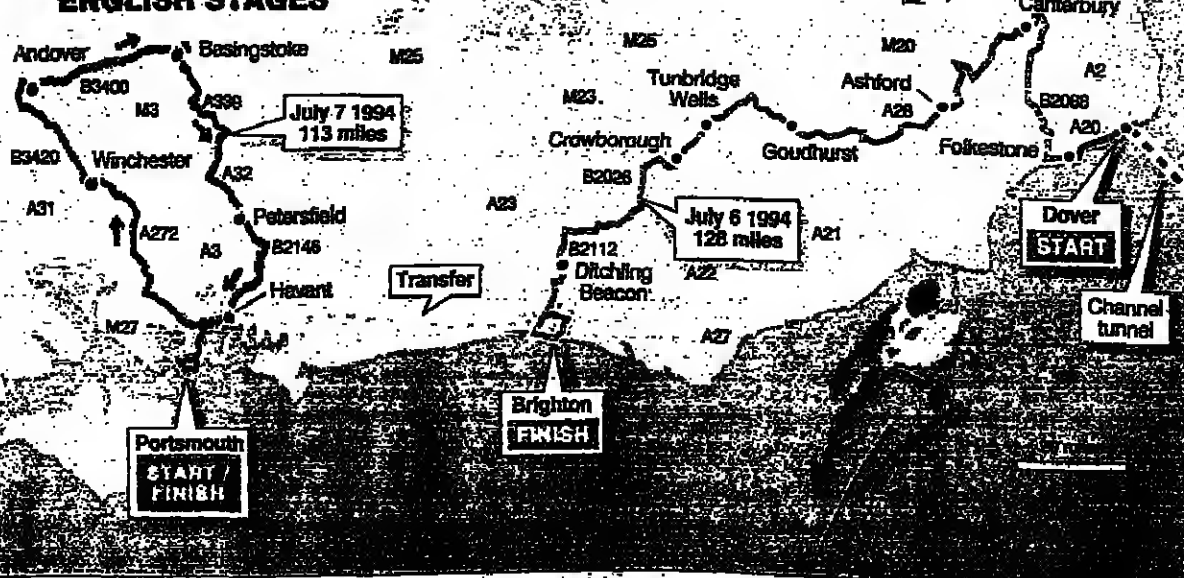 ENGLISH STAGES
Canterbury
Andover
Basingstoke
M25
M25
M20
A2
B3400
Tunbridge
Wells
Ashford
M3
A339
M23
July 7 1994
113 miles
B2068
A28
A20
Crowborough
Goudhurst
Folkestone
B3420
Winchester
A32
B2026
A31
A23
Petersfield
July 6 1994
128 miles
A21
Dover
START
A272
A3
B2146
B2112
A22
Transfer
Ditchling
Beacon
Havant
Channel
tunnel
M27
A27
Brighton
FINISH
Portsmouth
START /
FINISH